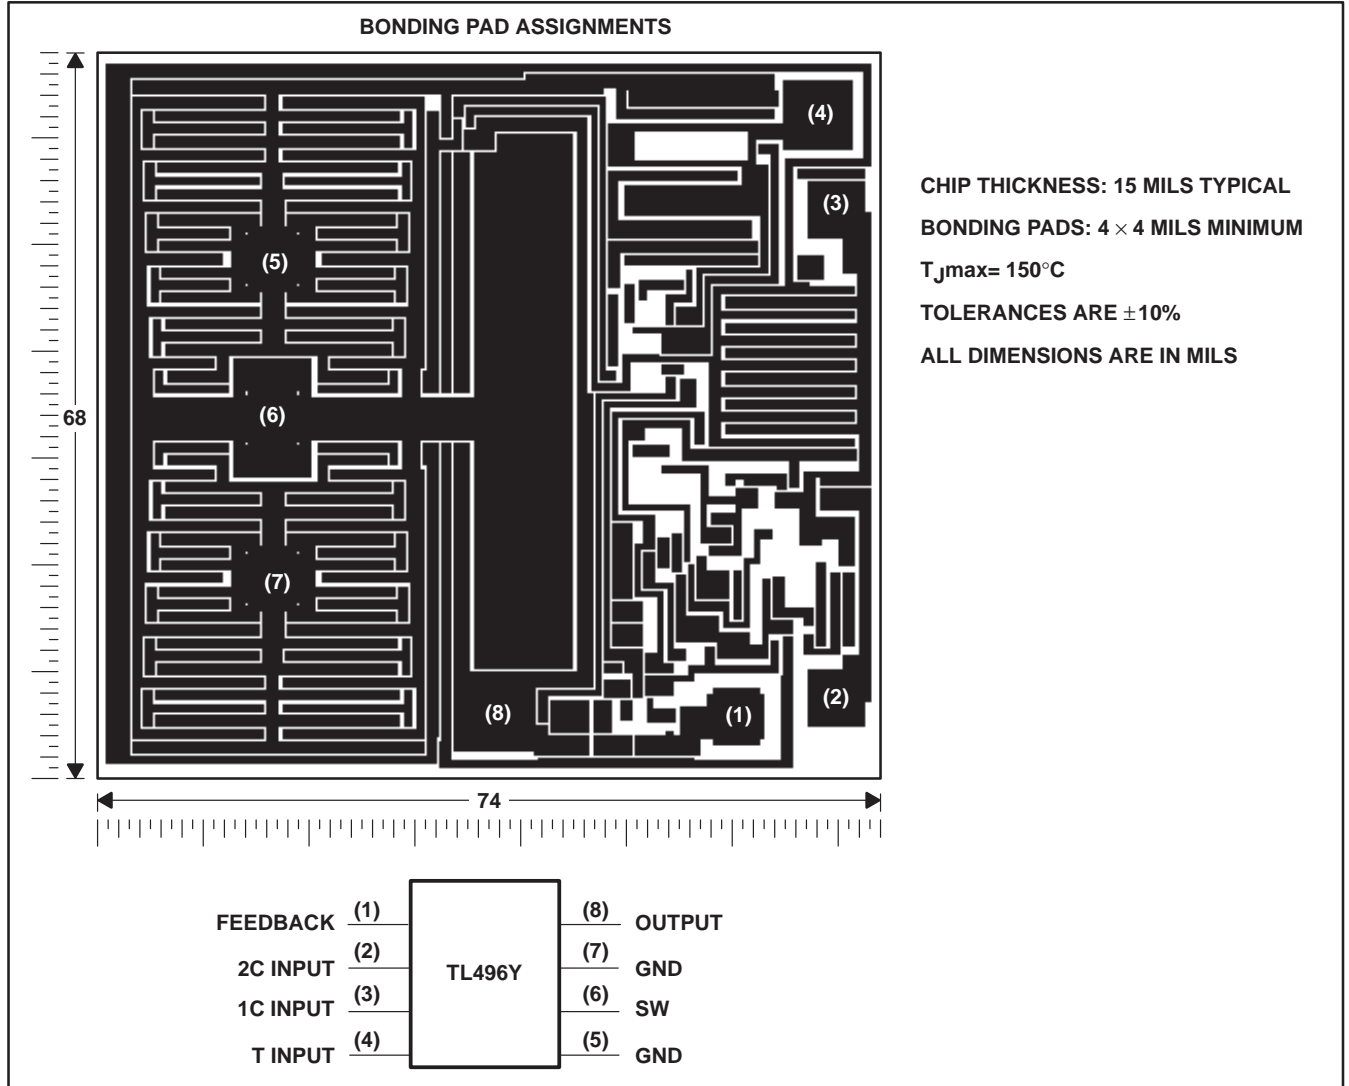 BONDING PAD ASSIGNMENTS
(4)
(3)
(5)
(6)
(7)
(8)
(1)
(2)
68
74
CHIP THICKNESS: 15 MILS TYPICAL
BONDING PADS: 4 × 4 MILS MINIMUM
TJmax= 150°C
TOLERANCES ARE ±10%
ALL DIMENSIONS ARE IN MILS
FEEDBACK (1)
2C INPUT (2)
1C INPUT (3)
T INPUT (4)
TL496Y
(8) OUTPUT
(7) GND
(6) SW
(5) GND